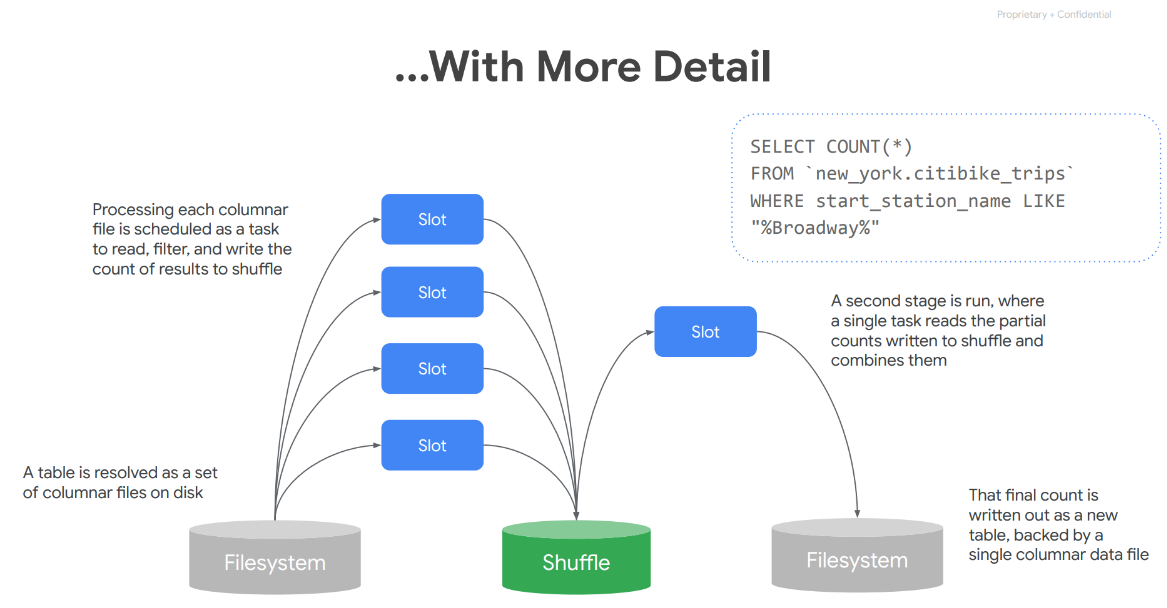 Proprietary + Confidential
...With More Detail
SELECT COUNT(*)
FROM `new_york.citibike_trips`
WHERE start_station_name LIKE
"%Broadway%"
Processing each columnar
file is scheduled as a task
to read, filter, and write the
count of results to shuffle
Slot
Slot
Slot
Slot
Slot
A second stage is run, where
a single task reads the partial
counts written to shuffle and
combines them
A table is resolved as a set
of columnar files on disk
That final count is
written out as a new
table, backed by a
single columnar data file
Filesystem
Shuffle
Filesystem